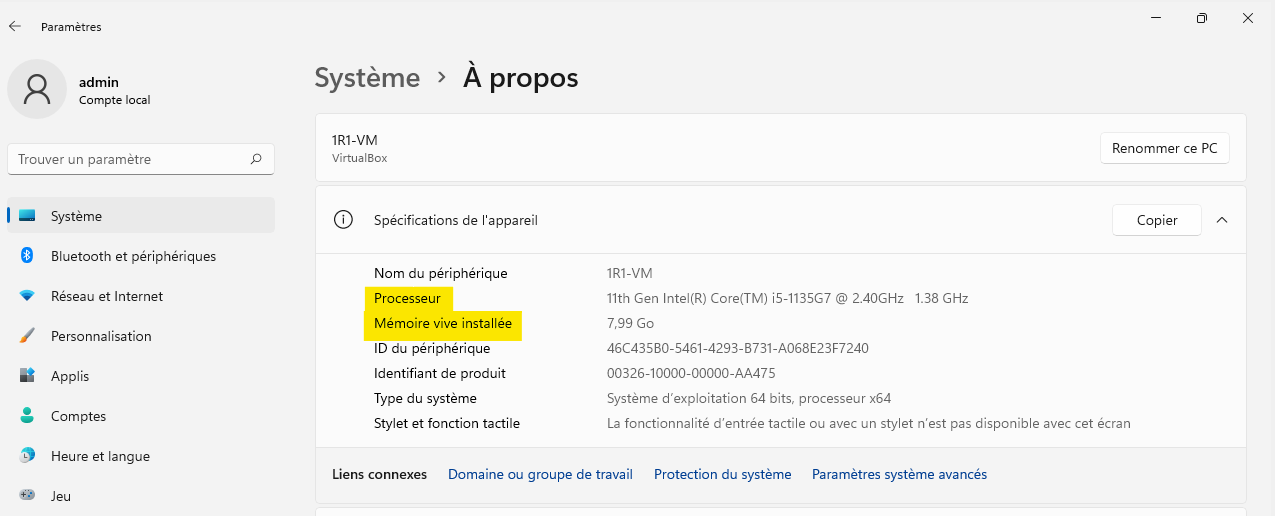 Paramètres
admin
Compte local
Trouver un paramètre
Système
Bluetooth et périphériques
Réseau et Internet
Personnalisation
Applis
Comptes
Heure et langue
Jeu
Système > À propos
1R1-VM
VirtualBox
Renommer ce PC
Spécifications de l'appareil
Copier
Nom du périphérique 1R1-VM
Processeur 11th Gen Intel(R) Core(TM) i5-1135G7 @ 2.40GHz 1.38 GHz
Mémoire vive installée 7,99 Go
ID du périphérique 46C435B0-5461-4293-B731-A068E23F7240
Identifiant de produit 00326-10000-00000-AA475
Type du système Système d'exploitation 64 bits, processeur x64
Stylet et fonction tactile La fonctionnalité d'entrée tactile ou avec un stylet n'est pas disponible avec cet écran
Liens connexes Domaine ou groupe de travail Protection du système Paramètres système avancés